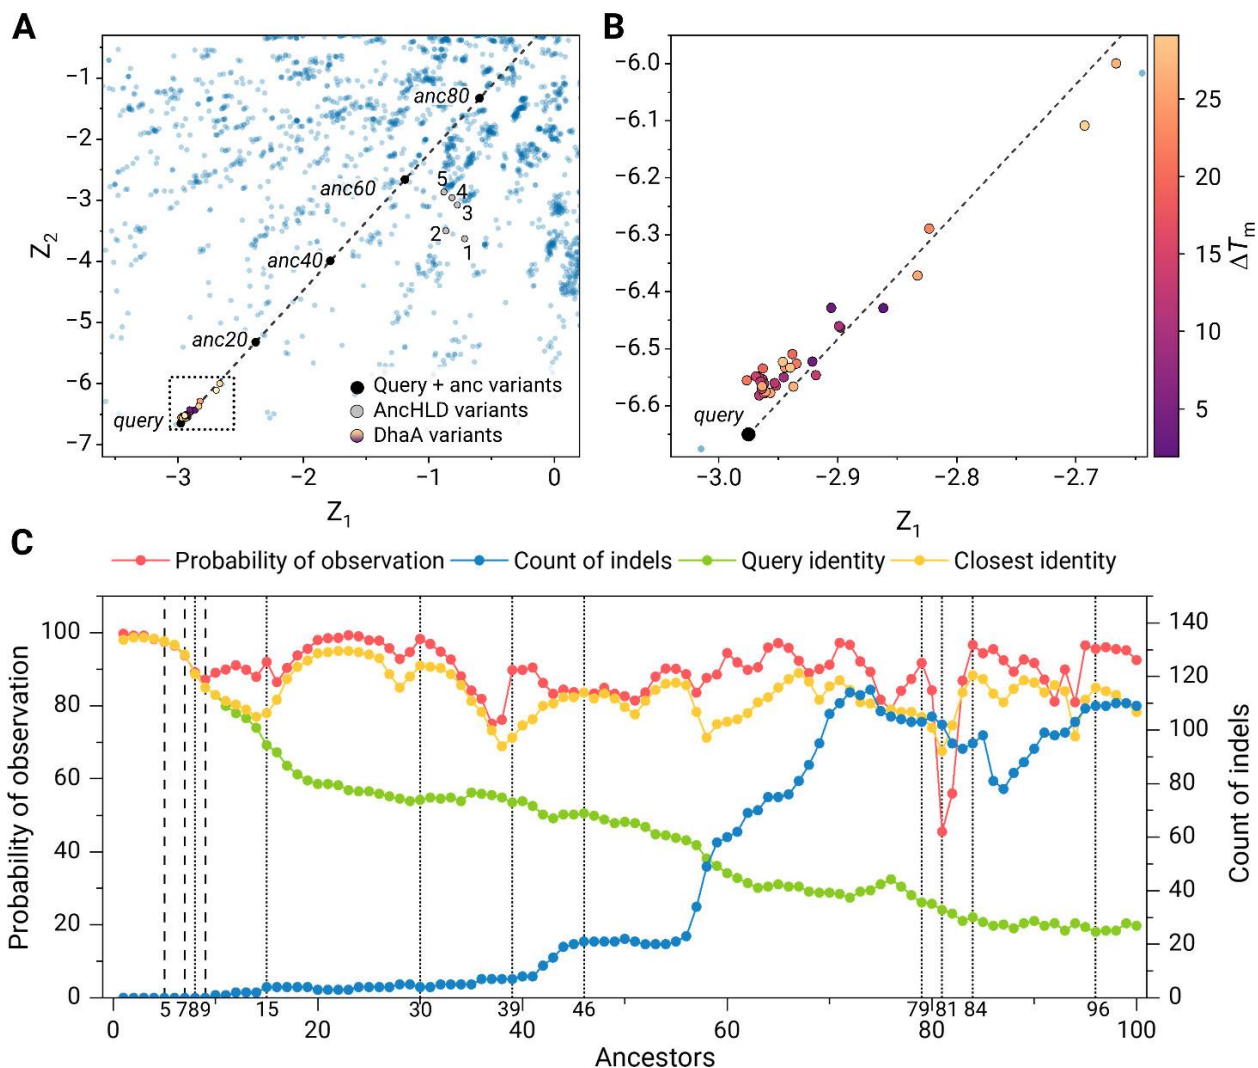 A
B
−1
−2
−3
−4
−5
−6
−7
Z2
anc80
anc60
anc40
anc20
query
5
4
3
2
1
Query + anc variants
AncHLD variants
DhaA variants
−3
−2
−1
0
Z1
−6.0
−6.1
−6.2
−6.3
−6.4
−6.5
−6.6
query
−3.0
−2.9
−2.8
−2.7
Z1
25
20
15
10
5
ΔTm
C
Probability of observation
Count of indels
Query identity
Closest identity
100
80
60
40
20
0
Probability of observation
140
120
100
80
60
40
20
0
Count of indels
5 7 8 9 15 30 39 46 79 81 84 96
0 20 40 60 80 100
Ancestors